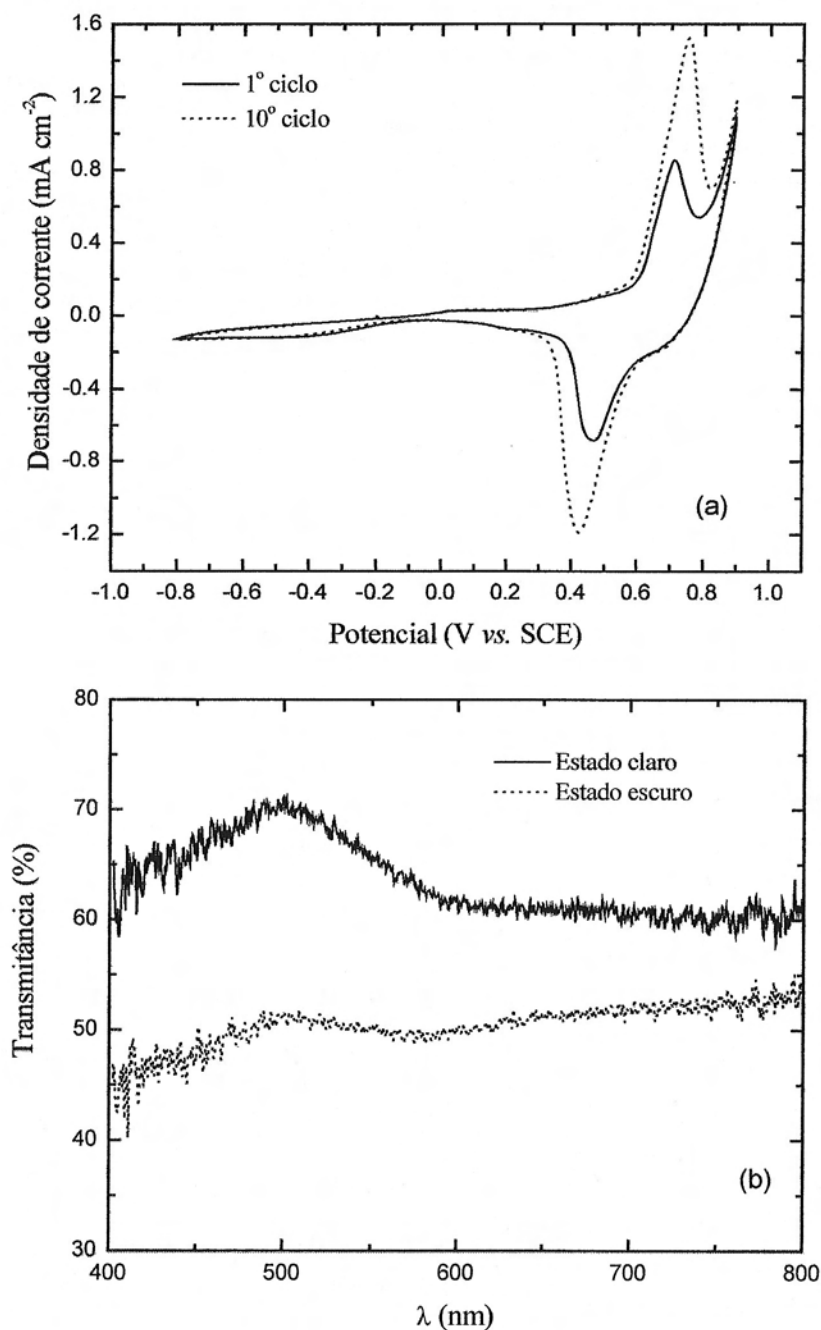 1.6
1.2
0.8
0.4
0.0
-0.4
-0.8
-1.2
Densidade de corrente (mA cm⁻²)
1º ciclo
10º ciclo
(a)
-1.0 -0.8 -0.6 -0.4 -0.2 0.0 0.2 0.4 0.6 0.8 1.0
Potencial (V vs. SCE)
80
70
60
50
40
30
Transmitância (%)
Estado claro
Estado escuro
(b)
400 500 600 700 800
λ (nm)